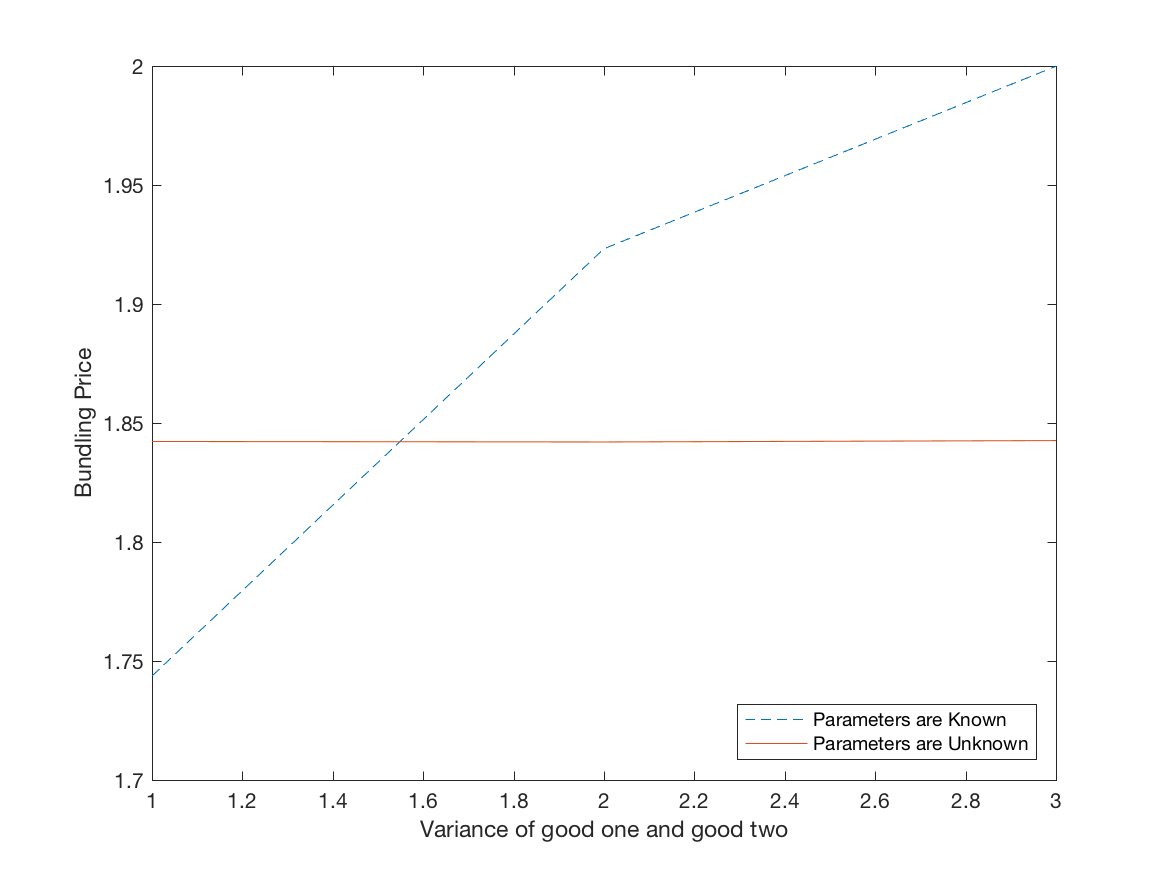 2
1.95
1.9
1.85
1.8
1.75
1.7
Bundling Price
Parameters are Known
Parameters are Unknown
1 1.2 1.4 1.6 1.8 2 2.2 2.4 2.6 2.8 3
Variance of good one and good two